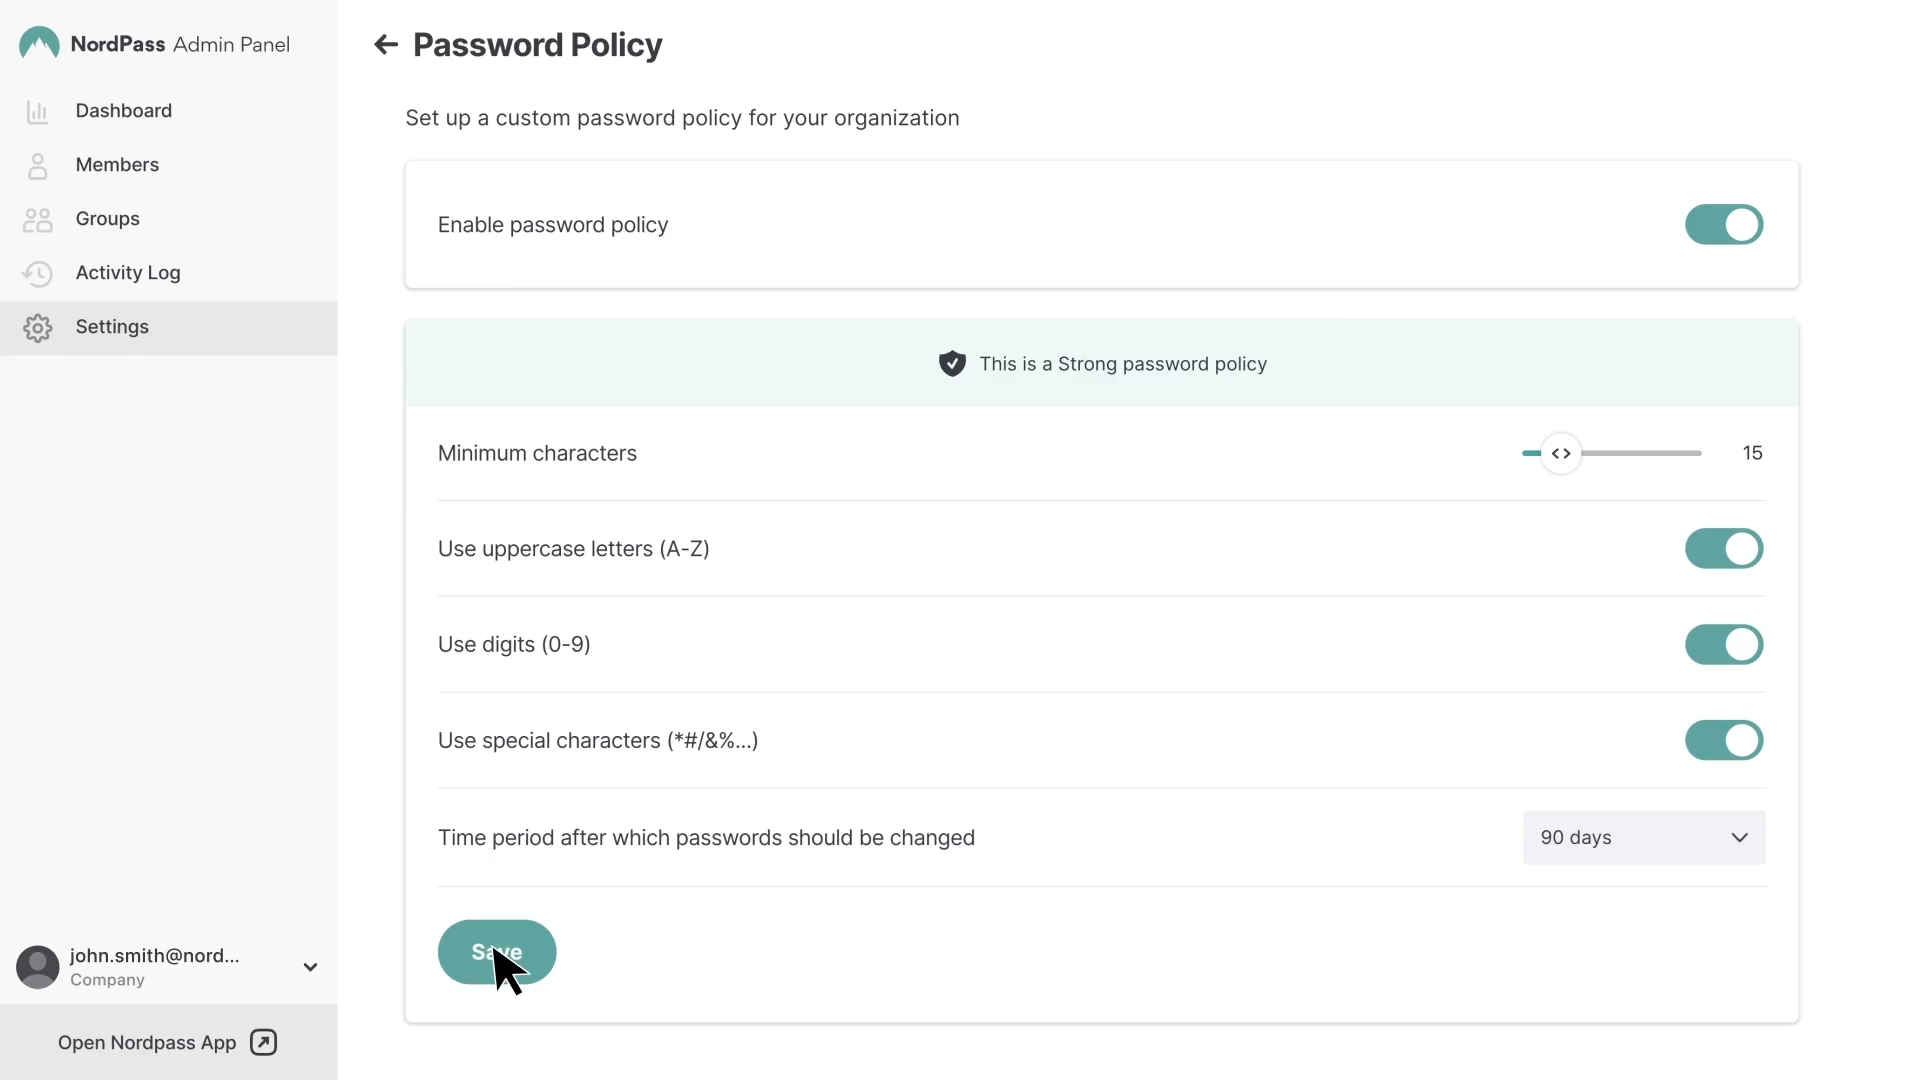 NordPass Admin Panel
Dashboard
Members
Groups
Activity Log
Settings
john.smith@nord...
Company
Open Nordpass App
Password Policy
Set up a custom password policy for your organization
Enable password policy
This is a Strong password policy
Minimum characters
15
Use uppercase letters (A-Z)
Use digits (0-9)
Use special characters (*#/&%...)
Time period after which passwords should be changed
90 days
Save